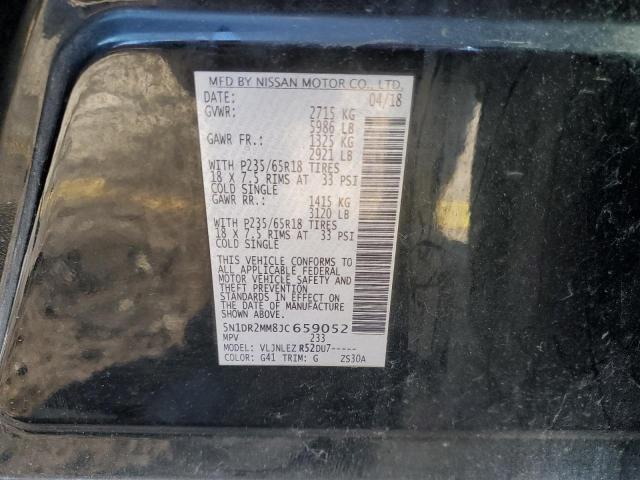 MFD BY NISSAN MOTOR CO., LTD.
DATE: 04/18
GVWR: 2715 KG
5986 LB
GAWR FR.: 1325 KG
2921 LB
WITH P235/65R18 TIRES
18 X 7.5 RIMS AT 33 PSI
COLD SINGLE
GAWR RR.: 1415 KG
3120 LB
WITH P235/65R18 TIRES
18 X 7.5 RIMS AT 33 PSI
COLD SINGLE
THIS VEHICLE CONFORMS TO
ALL APPLICABLE FEDERAL
MOTOR VEHICLE SAFETY AND
THEFT PREVENTION
STANDARDS IN EFFECT ON
THE DATE OF MANUFACTURE
SHOWN ABOVE.
5N1DR2MM8JC659052
MPV 233
MODEL: VLJNLEZ R52DU7-----
COLOR: G41 TRIM: G ZS30A